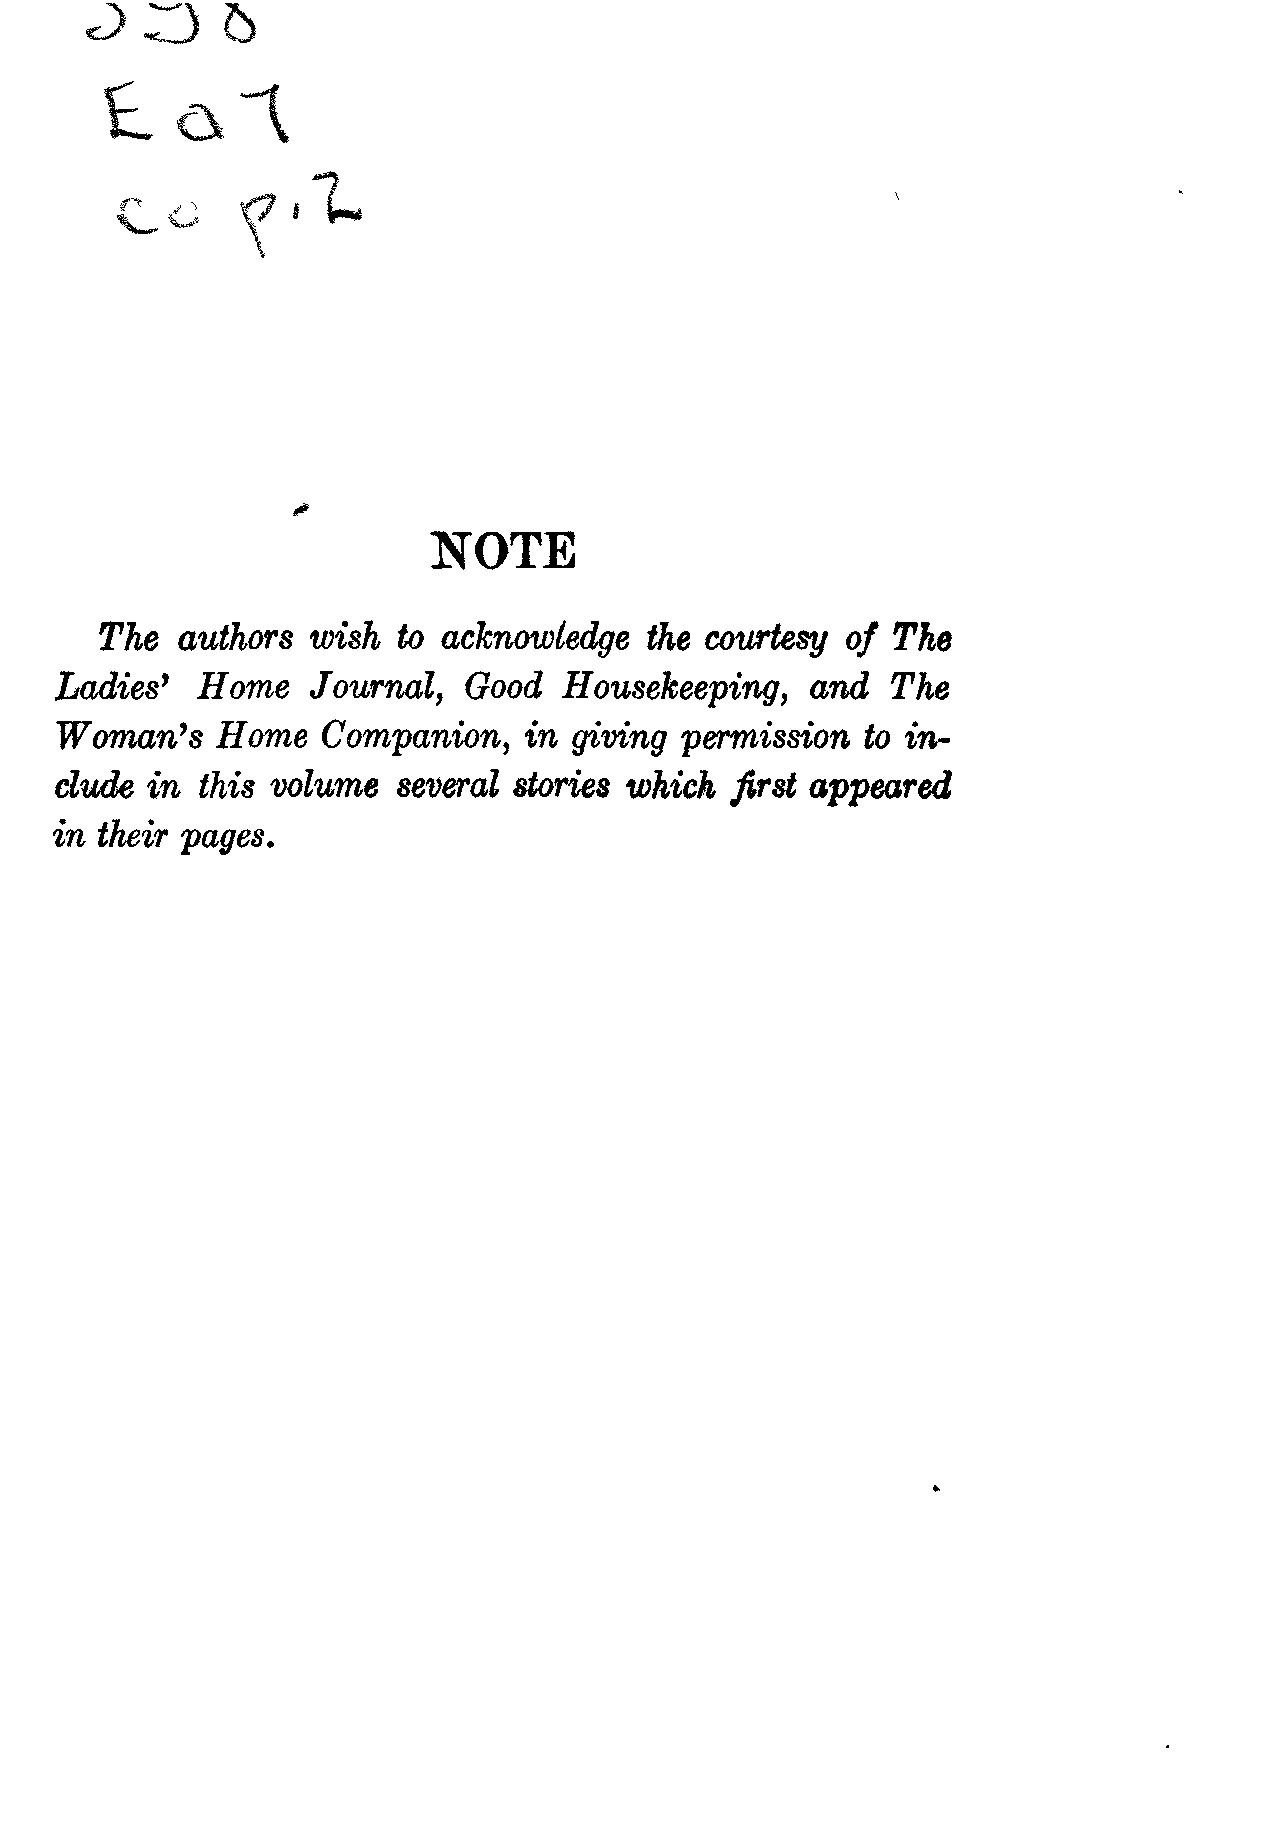 Ea7
cop.2
NOTE
The authors wish to acknowledge the courtesy of The
Ladies' Home Journal, Good Housekeeping, and The
Woman's Home Companion, in giving permission to in-
clude in this volume several stories which first appeared
in their pages.